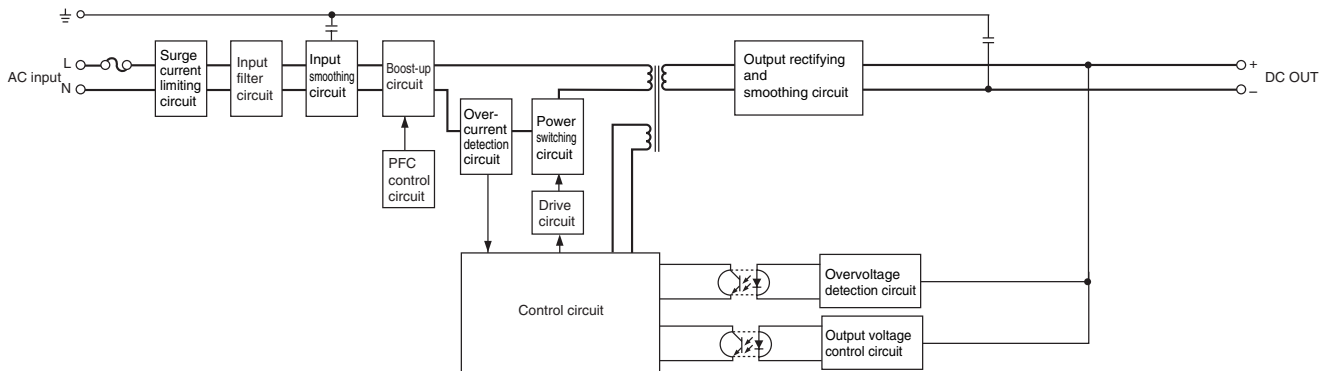 AC input
L
N
Surge
current
limiting
circuit
Input
filter
circuit
Input
smoothing
circuit
Boost-up
circuit
PFC
control
circuit
Over-
current
detection
circuit
Power
switching
circuit
Drive
circuit
Output rectifying
and
smoothing circuit
+
DC OUT
–
Control circuit
Overvoltage
detection circuit
Output voltage
control circuit